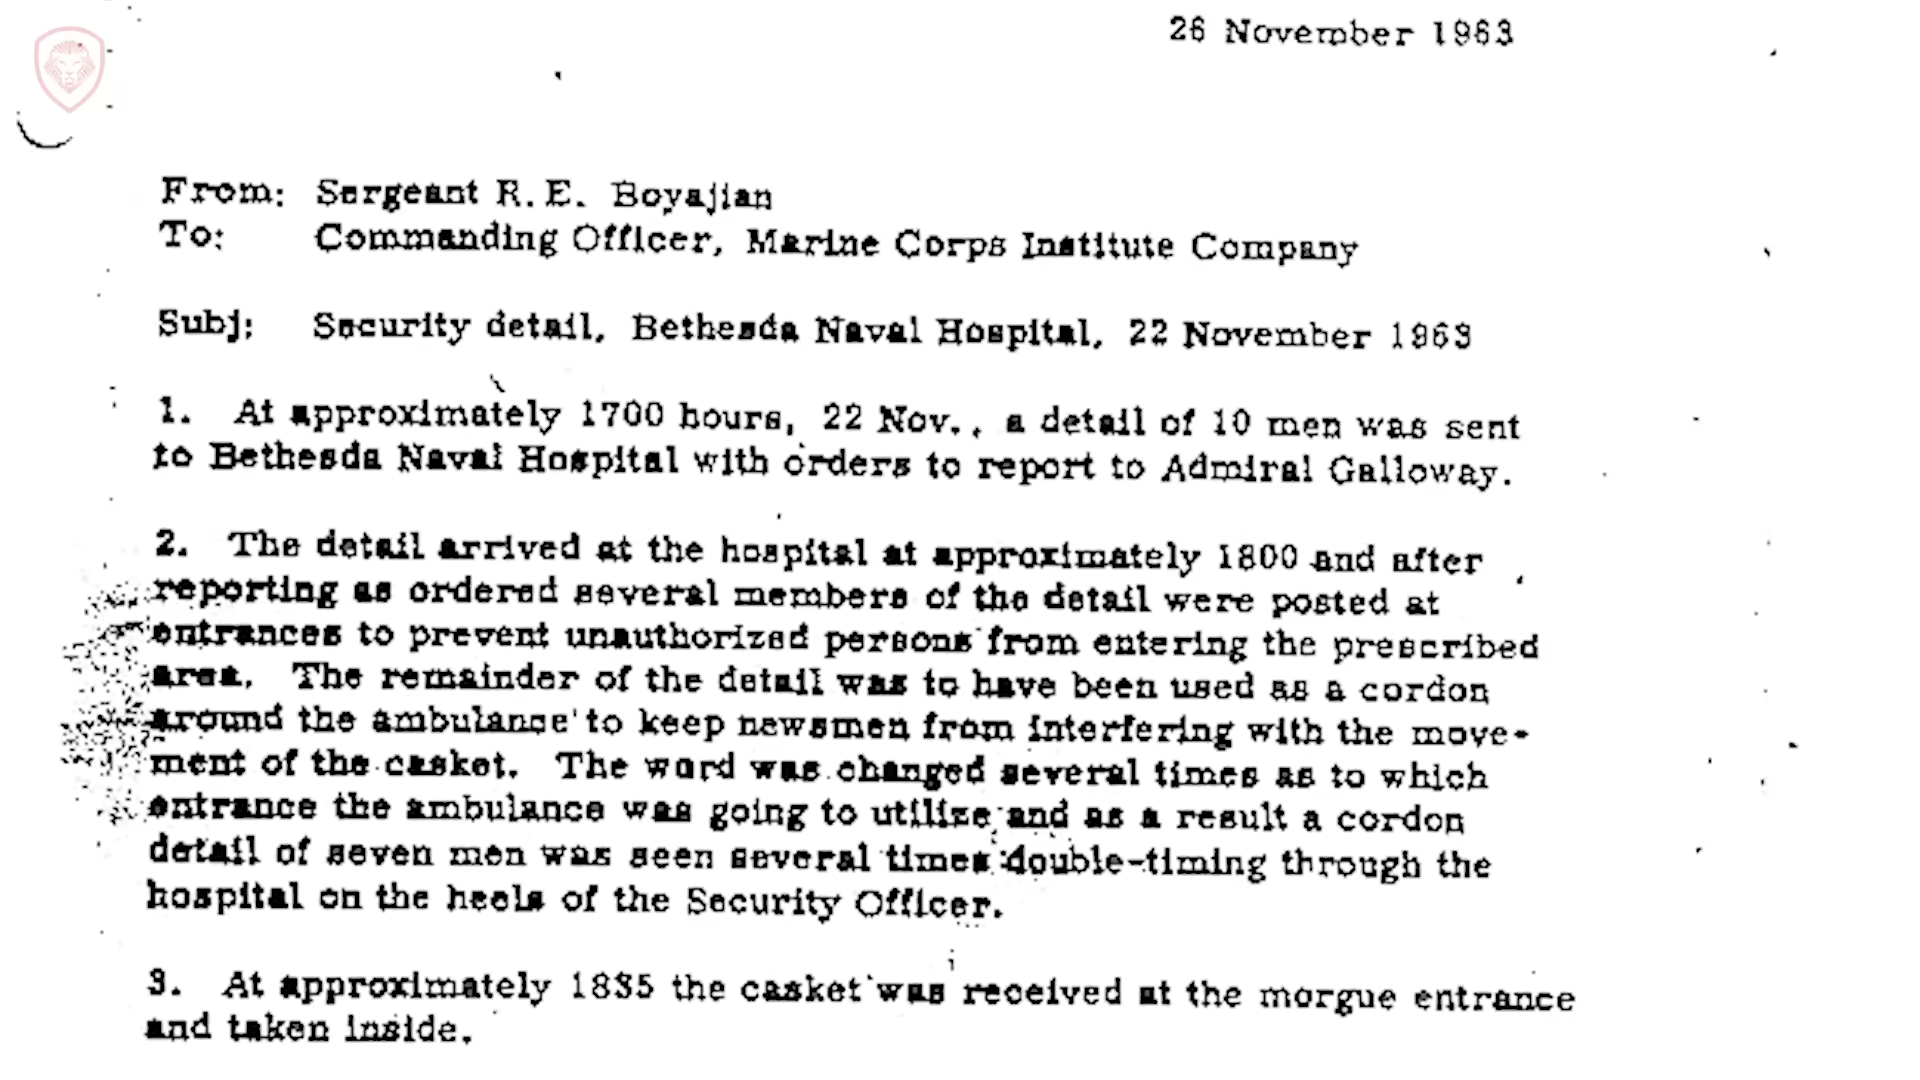 26 November 1963
From: Sergeant R. E. Boyajian
To: Commanding Officer, Marine Corps Institute Company
Subj: Security detail, Bethesda Naval Hospital, 22 November 1963
1. At approximately 1700 hours, 22 Nov., a detail of 10 men was sent
to Bethesda Naval Hospital with orders to report to Admiral Galloway.
2. The detail arrived at the hospital at approximately 1800 and after
reporting as ordered several members of the detail were posted at
entrances to prevent unauthorized persons from entering the prescribed
area. The remainder of the detail was to have been used as a cordon
around the ambulance to keep newsmen from interfering with the move-
ment of the casket. The word was changed several times as to which
entrance the ambulance was going to utilize and as a result a cordon
detail of seven men was seen several times double-timing through the
hospital on the heels of the Security Officer.
3. At approximately 1835 the casket was received at the morgue entrance
and taken inside.